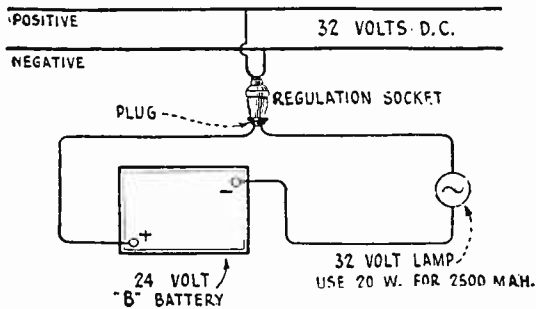 POSITIVE
32 VOLTS D.C.
NEGATIVE
REGULATION SOCKET
PLUG
+
-
24 VOLT
"B" BATTERY
32 VOLT LAMP
USE 20 W. FOR 2500 MAH.